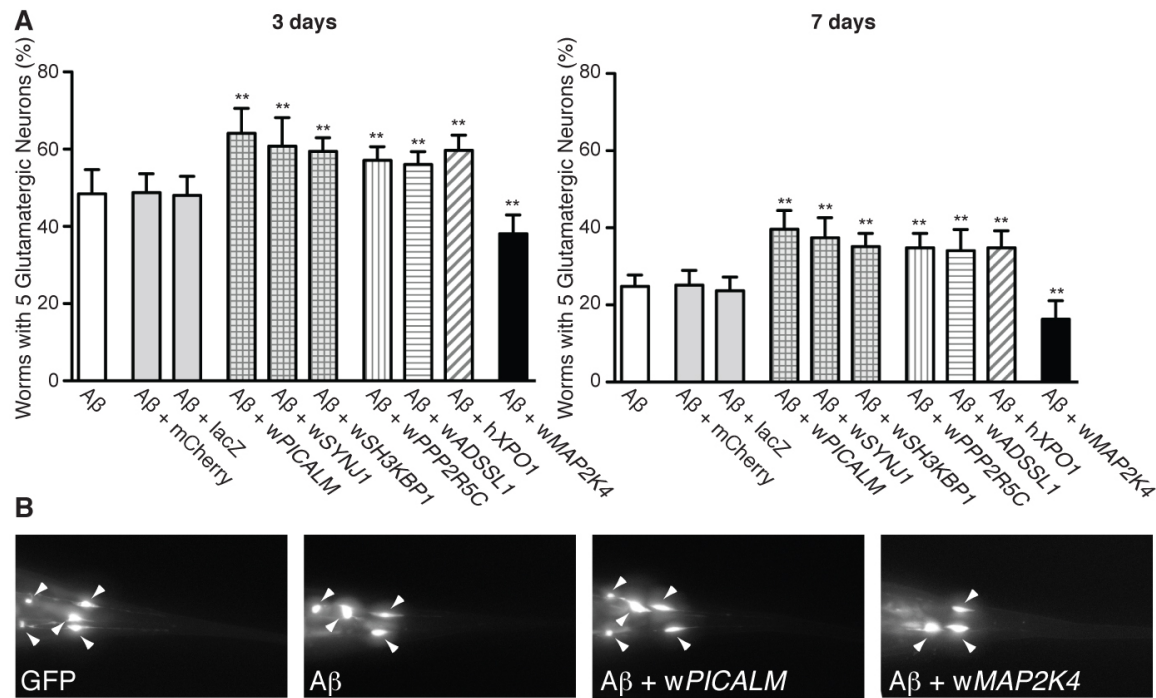 A
3 days
7 days
Worms with 5 Glutamatergic Neurons (%)
80
60
40
20
0
** ** ** ** ** ** **
Aβ
Aβ + mCherry
Aβ + lacZ
Aβ + wPICALM
Aβ + wSYNJ1
Aβ + wSH3KBP1
Aβ + wPPP2R5C
Aβ + wADSSL1
Aβ + hXPO1
Aβ + wMAP2K4
Worms with 5 Glutamatergic Neurons (%)
80
60
40
20
0
** ** ** ** ** ** **
Aβ
Aβ + mCherry
Aβ + lacZ
Aβ + wPICALM
Aβ + wSYNJ1
Aβ + wSH3KBP1
Aβ + wPPP2R5C
Aβ + wADSSL1
Aβ + hXPO1
Aβ + wMAP2K4
B
GFP
Aβ
Aβ + wPICALM
Aβ + wMAP2K4